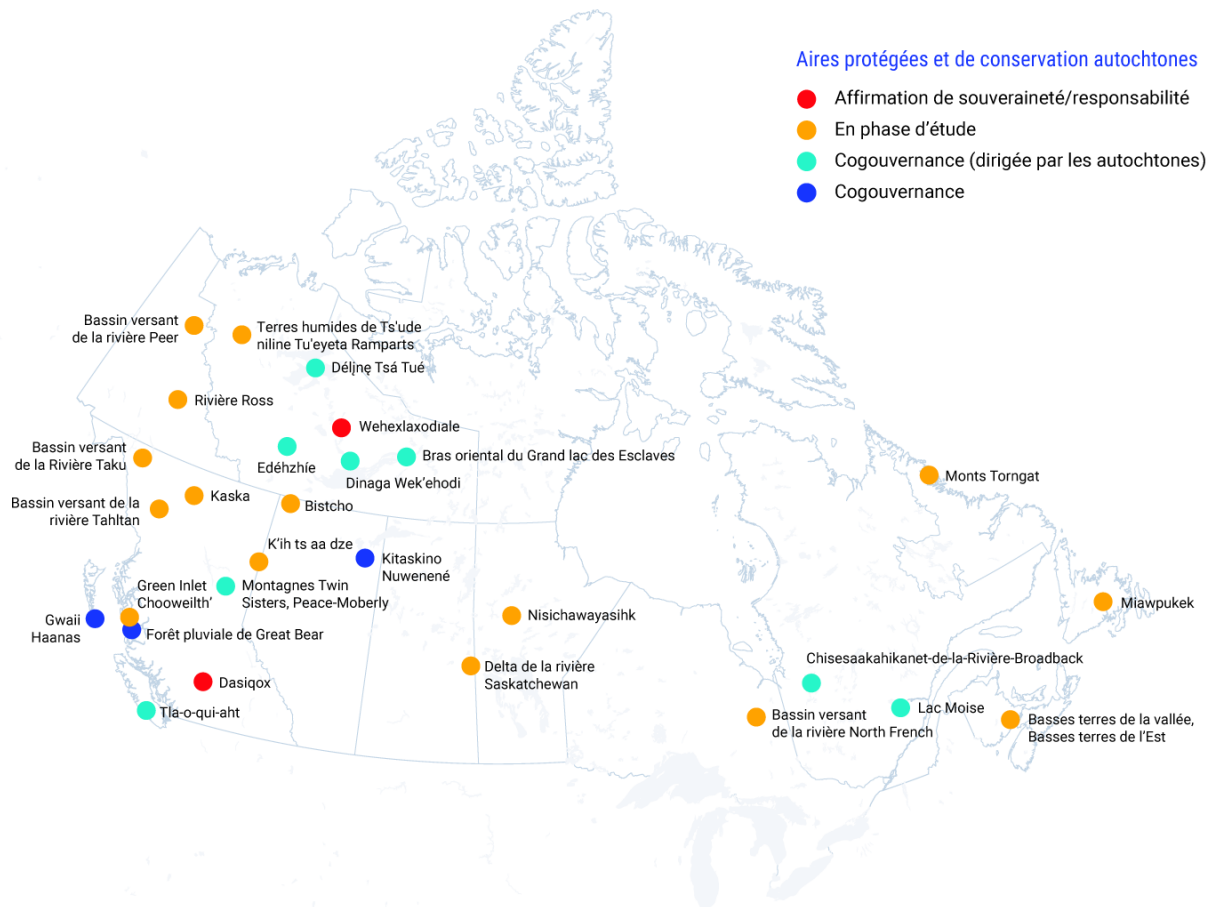 Aires protégées et de conservation autochtones
Affirmation de souveraineté/responsabilité
En phase d'étude
Cogouvernance (dirigée par les autochtones)
Cogouvernance
Bassin versant
de la rivière Peer
Terres humides de Ts'ude
niline Tu'eyeta Ramparts
Délįnę Tsá Tué
Rivière Ross
Wehexlaxodıale
Bassin versant
de la Rivière Taku
Edéhzhíe
Bras oriental du Grand lac des Esclaves
Dinaga Wek'ehodi
Monts Torngat
Kaska
Bassin versant de la
rivière Tahltan
Bistcho
K'ih ts aa dze
Kitaskino
Nuwenené
Green Inlet
Chooweilth'
Montagnes Twin
Sisters, Peace-Moberly
Gwaii
Haanas
Forêt pluviale de Great Bear
Nisichawayasihk
Miawpukek
Delta de la rivière
Saskatchewan
Chisesaakahikanet-de-la-Rivière-Broadback
Dasiqox
Tla-o-qui-aht
Lac Moise
Bassin versant
de la rivière North French
Basses terres de la vallée,
Basses terres de l'Est